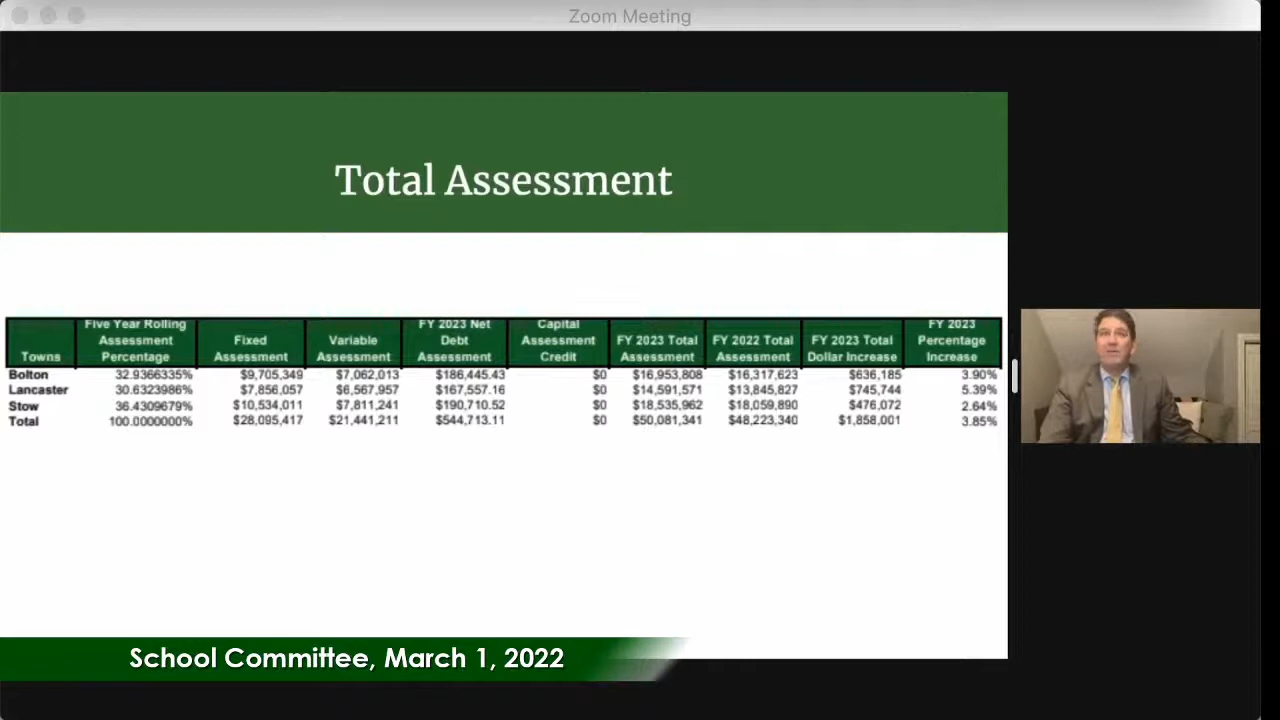 Zoom Meeting
Total Assessment
Towns Five Year Rolling Assessment Percentage Fixed Assessment Variable Assessment FY 2023 Net Debt Assessment Capital Assessment Credit FY 2023 Total Assessment FY 2022 Total Assessment FY 2023 Total Dollar Increase FY 2023 Percentage Increase
Bolton 32.9366335% $9,705,349 $7,062,013 $186,445.43 $0 $16,953,808 $16,317,623 $636,185 3.90%
Lancaster 30.6323986% $7,856,057 $6,567,957 $167,557.16 $0 $14,591,571 $13,845,827 $745,744 5.39%
Stow 36.4309679% $10,534,011 $7,811,241 $190,710.52 $0 $18,535,962 $18,059,890 $476,072 2.64%
Total 100.0000000% $28,095,417 $21,441,211 $544,713.11 $0 $50,081,341 $48,223,340 $1,858,001 3.85%
School Committee, March 1, 2022